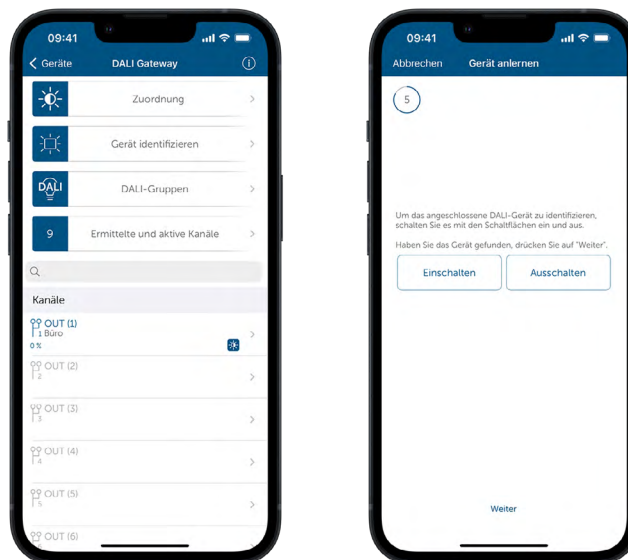 09:41
Geräte DALI Gateway
Zuordnung
Gerät identifizieren
DALI DALI-Gruppen
9 Ermittelte und aktive Kanäle
Kanäle
OUT (1)
1 Büro
0 %
OUT (2)
2
OUT (3)
3
OUT (4)
4
OUT (5)
5
OUT (6)
09:41
Abbrechen Gerät anlernen
5
Um das angeschlossene DALI-Gerät zu identifizieren,
schalten Sie es mit den Schaltflächen ein und aus.
Haben Sie das Gerät gefunden, drücken Sie auf "Weiter".
Einschalten Ausschalten
Weiter